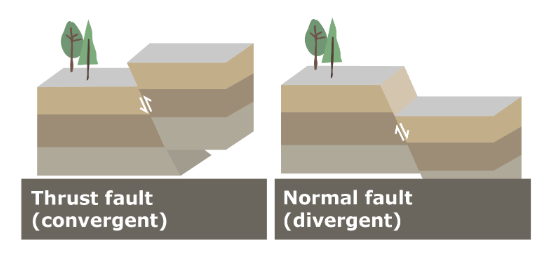 Thrust fault
(convergent)
Normal fault
(divergent)